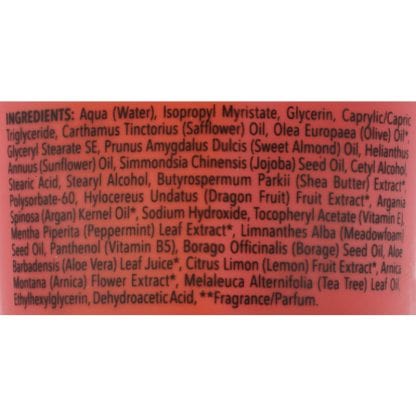 INGREDIENTS: Aqua (Water), Isopropyl Myristate, Glycerin, Caprylic/Capric
Triglyceride, Carthamus Tinctorius (Safflower) Oil, Olea Europaea (Olive) Oil*,
Glyceryl Stearate SE, Prunus Amygdalus Dulcis (Sweet Almond) Oil, Helianthus
Annuus (Sunflower) Oil, Simmondsia Chinensis (Jojoba) Seed Oil, Cetyl Alcohol,
Stearic Acid, Stearyl Alcohol, Butyrospermum Parkii (Shea Butter) Extract*,
Polysorbate-60, Hylocereus Undatus (Dragon Fruit) Fruit Extract*, Argania
Spinosa (Argan) Kernel Oil*, Sodium Hydroxide, Tocopheryl Acetate (Vitamin E),
Mentha Piperita (Peppermint) Leaf Extract*, Limnanthes Alba (Meadowfoam)
Seed Oil, Panthenol (Vitamin B5), Borago Officinalis (Borage) Seed Oil, Aloe
Barbadensis (Aloe Vera) Leaf Juice*, Citrus Limon (Lemon) Fruit Extract*, Arnica
Montana (Arnica) Flower Extract*, Melaleuca Alternifolia (Tea Tree) Leaf Oil,
Ethylhexylglycerin, Dehydroacetic Acid, **Fragrance/Parfum.